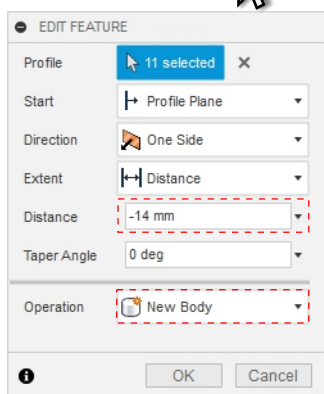 EDIT FEATURE
Profile 11 selected
Start Profile Plane
Direction One Side
Extent Distance
Distance -14 mm
Taper Angle 0 deg
Operation New Body
OK Cancel